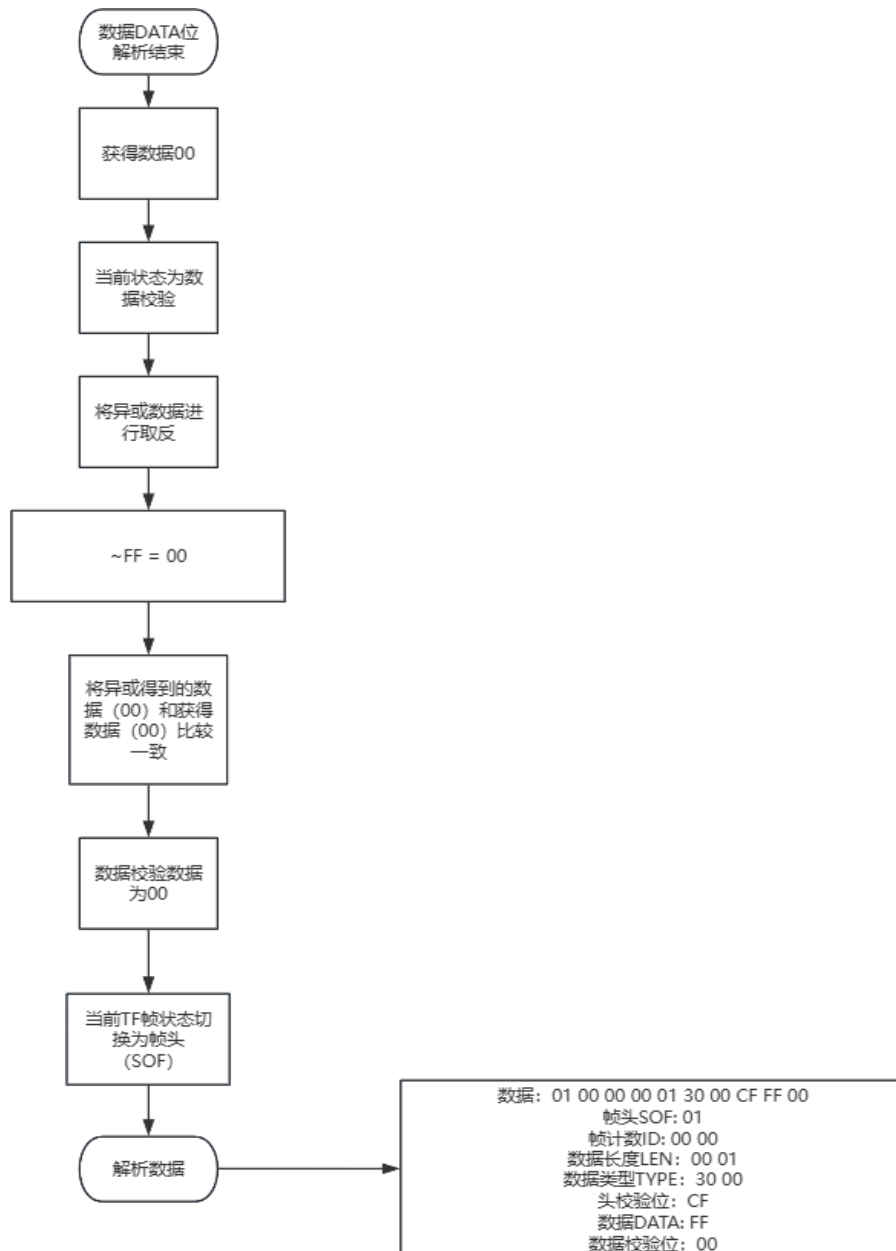 数据DATA位
解析结束
获得数据00
当前状态为数
据校验
将异或数据进
行取反
~FF = 00
将异或得到的数
据（00）和获得
数据（00）比较
一致
数据校验数据
为00
当前TF帧状态切
换为帧头
（SOF）
解析数据
数据：01 00 00 00 01 30 00 CF FF 00
帧头SOF: 01
帧计数ID: 00 00
数据长度LEN：00 01
数据类型TYPE：30 00
头校验位：CF
数据DATA: FF
数据校验位：00